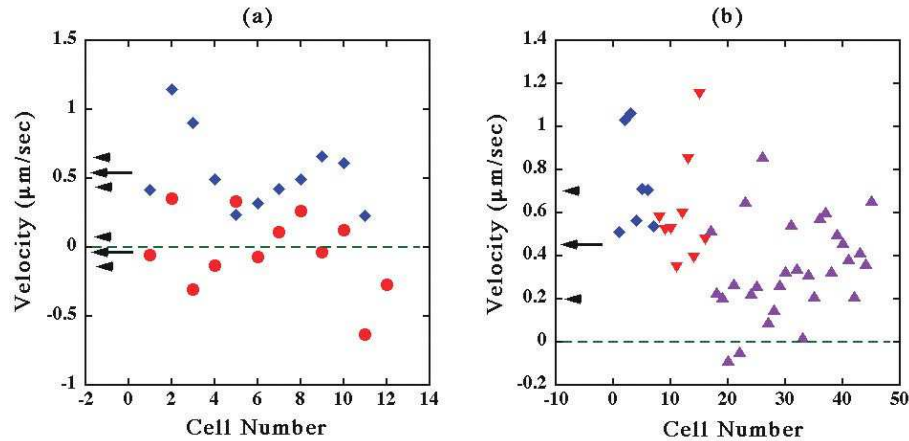 (a)
Velocity (µm/sec)
1.5
1
0.5
0
-0.5
-1
-2 0 2 4 6 8 10 12 14
Cell Number
(b)
Velocity (µm/sec)
1.4
1.2
1
0.8
0.6
0.4
0.2
0
-0.2
-10 0 10 20 30 40 50
Cell Number